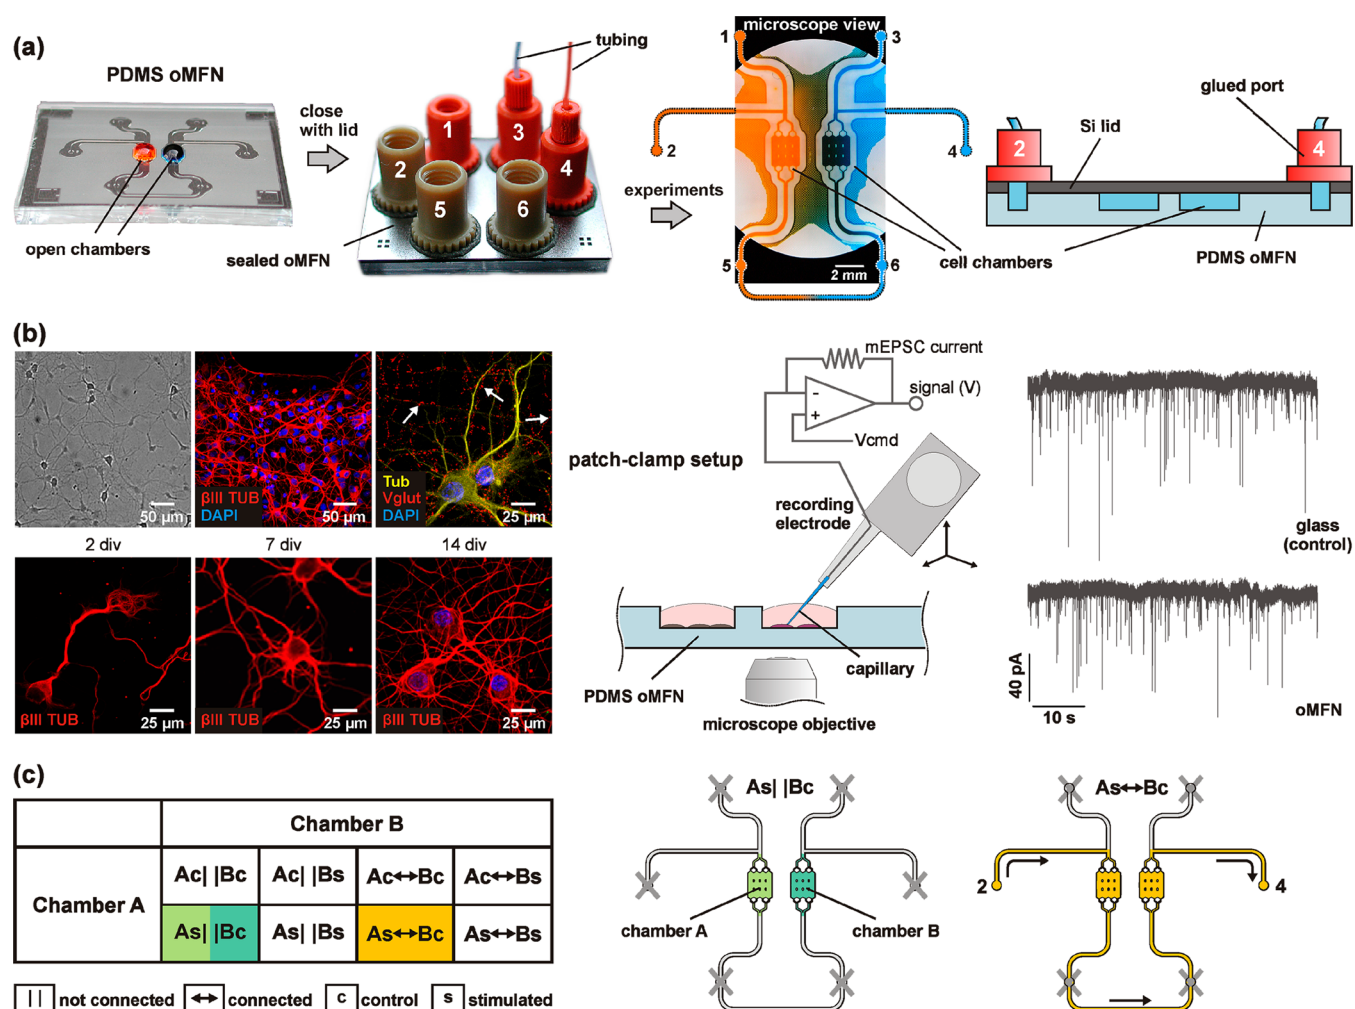 (a)
PDMS oMFN
open chambers
close
with lid
tubing
1
2
3
4
5
6
sealed oMFN
experiments
microscope view
1
3
2
4
5
6
2 mm
cell chambers
glued port
Si lid
2
4
PDMS oMFN
(b)
50 µm
βIII TUB
DAPI
50 µm
Tub
Vglut
DAPI
25 µm
2 div
7 div
14 div
βIII TUB
25 µm
βIII TUB
25 µm
βIII TUB
25 µm
patch-clamp setup
mEPSC current
signal (V)
-
+
Vcmd
recording
electrode
capillary
PDMS oMFN
microscope objective
glass
(control)
40 pA
10 s
oMFN
(c)
Chamber B
Chamber A
Ac| |Bc
Ac| |Bs
Ac↔Bc
Ac↔Bs
As| |Bc
As| |Bs
As↔Bc
As↔Bs
| | not connected
↔ connected
c control
s stimulated
As| |Bc
chamber A
chamber B
As↔Bc
2
4